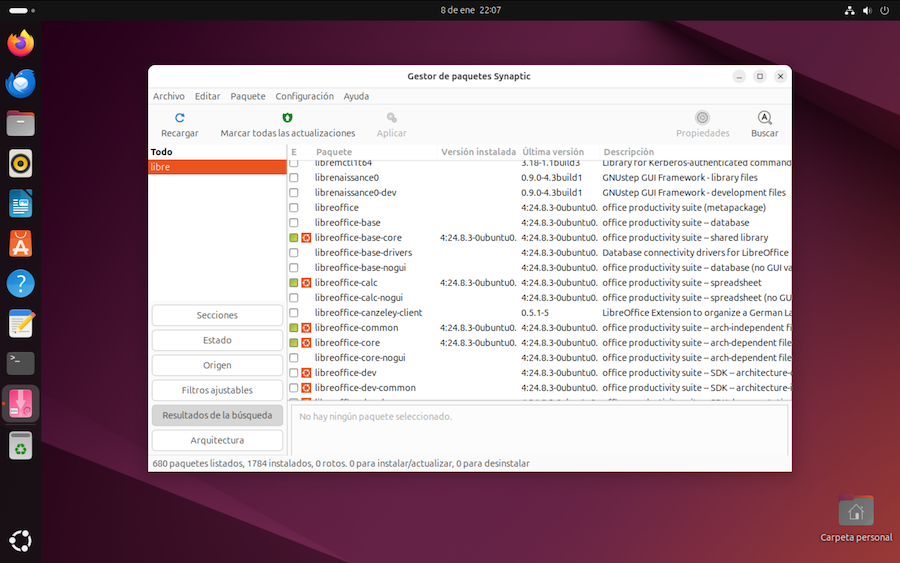 8 de ene 22:07
Gestor de paquetes Synaptic
Archivo Editar Paquete Configuración Ayuda
Recargar Marcar todas las actualizaciones Aplicar Propiedades Buscar
Todo
libre
E Paquete Versión instalada Última versión Descripción
libremctl1t64 3.18-1.1build3 Library for Kerberos-authenticated command
librenaissance0 0.9.0-4.3build1 GNUstep GUI Framework - library files
librenaissance0-dev 0.9.0-4.3build1 GNUstep GUI Framework - development files
libreoffice 4:24.8.3-0ubuntu0. office productivity suite (metapackage)
libreoffice-base 4:24.8.3-0ubuntu0. office productivity suite -- database
libreoffice-base-core 4:24.8.3-0ubuntu0. 4:24.8.3-0ubuntu0. office productivity suite -- shared library
libreoffice-base-drivers 4:24.8.3-0ubuntu0. Database connectivity drivers for LibreOffice
libreoffice-base-nogui 4:24.8.3-0ubuntu0. office productivity suite -- database (no GUI va
libreoffice-calc 4:24.8.3-0ubuntu0. 4:24.8.3-0ubuntu0. office productivity suite -- spreadsheet
libreoffice-calc-nogui 4:24.8.3-0ubuntu0. office productivity suite -- spreadsheet (no GU
libreoffice-canzeley-client 0.5.1-5 LibreOffice Extension to organize a German La
libreoffice-common 4:24.8.3-0ubuntu0. 4:24.8.3-0ubuntu0. office productivity suite -- arch-independent f
libreoffice-core 4:24.8.3-0ubuntu0. 4:24.8.3-0ubuntu0. office productivity suite -- arch-dependent file
libreoffice-core-nogui 4:24.8.3-0ubuntu0. office productivity suite -- arch-dependent file
libreoffice-dev 4:24.8.3-0ubuntu0. office productivity suite -- SDK -- architecture-
libreoffice-dev-common 4:24.8.3-0ubuntu0. office productivity suite -- SDK -- architecture-i
Secciones
Estado
Origen
Filtros ajustables
Resultados de la búsqueda
Arquitectura
No hay ningún paquete seleccionado.
680 paquetes listados, 1784 instalados, 0 rotos. 0 para instalar/actualizar, 0 para desinstalar
Carpeta personal